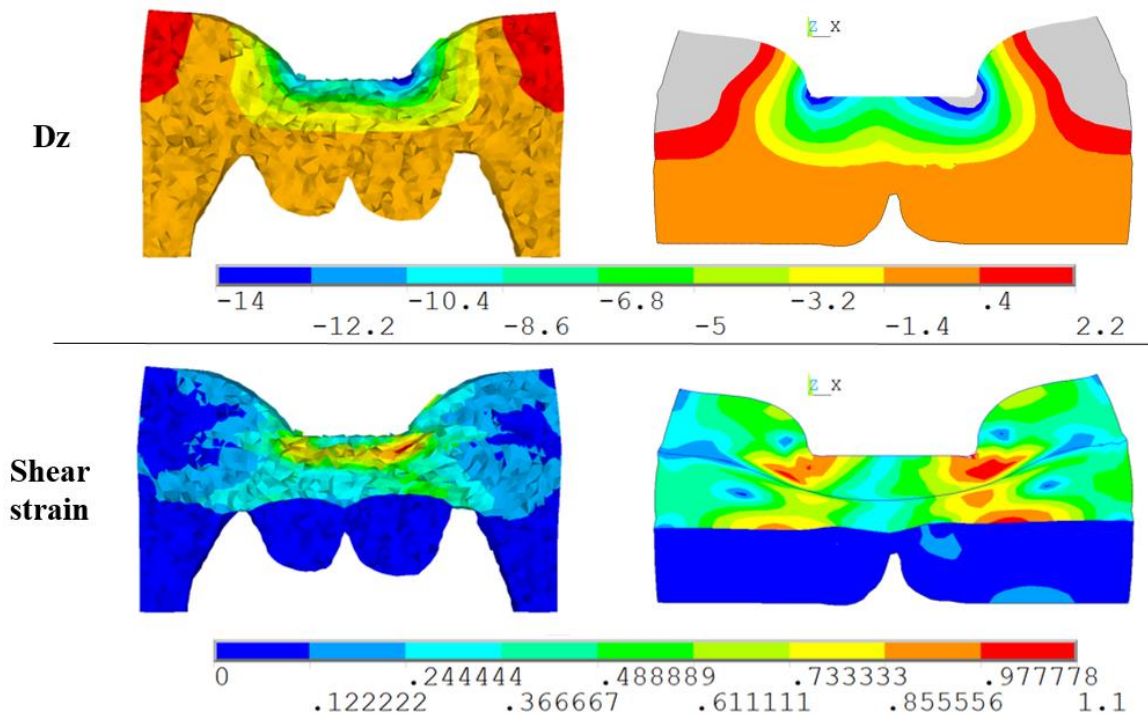 Z X
Dz
-14 -10.4 -6.8 -3.2 .4
-12.2 -8.6 -5 -1.4 2.2
Z X
Shear
strain
0 .244444 .488889 .733333 .977778
.122222 .366667 .611111 .855556 1.1